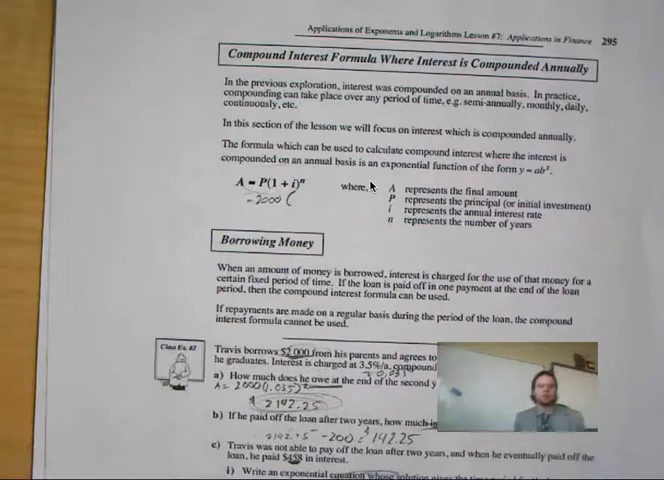 Applications of Exponents and Logarithms Lesson #7: Applications in Finance 295
Compound Interest Formula Where Interest is Compounded Annually
In the previous exploration, interest was compounded on an annual basis. In practice,
compounding can take place over any period of time, e.g. semi-annually, monthly, daily,
continuously, etc.
In this section of the lesson we will focus on interest which is compounded annually.
The formula which can be used to calculate compound interest where the interest is
compounded on an annual basis is an exponential function of the form y = abˣ.
A = P(1 + i)ⁿ where, A represents the final amount
P represents the principal (or initial investment)
i represents the annual interest rate
n represents the number of years
= 2000 (
Borrowing Money
When an amount of money is borrowed, interest is charged for the use of that money for a
certain fixed period of time. If the loan is paid off in one payment at the end of the loan
period, then the compound interest formula can be used.
If repayments are made on a regular basis during the period of the loan, the compound
interest formula cannot be used.
Class Ex. #2
Travis borrows $2 000 from his parents and agrees to
he graduates. Interest is charged at 3.5%/a, compound
= 0.035
a) How much does he owe at the end of the second y
A = 2000(1.035)²
$ 2142.25
b) If he paid off the loan after two years, how much in
2142.25 - 200 = $142.25
c) Travis was not able to pay off the loan after two years, and when he eventually paid off the
loan, he paid $458 in interest.
i) Write an exponential equation whose solution gives the